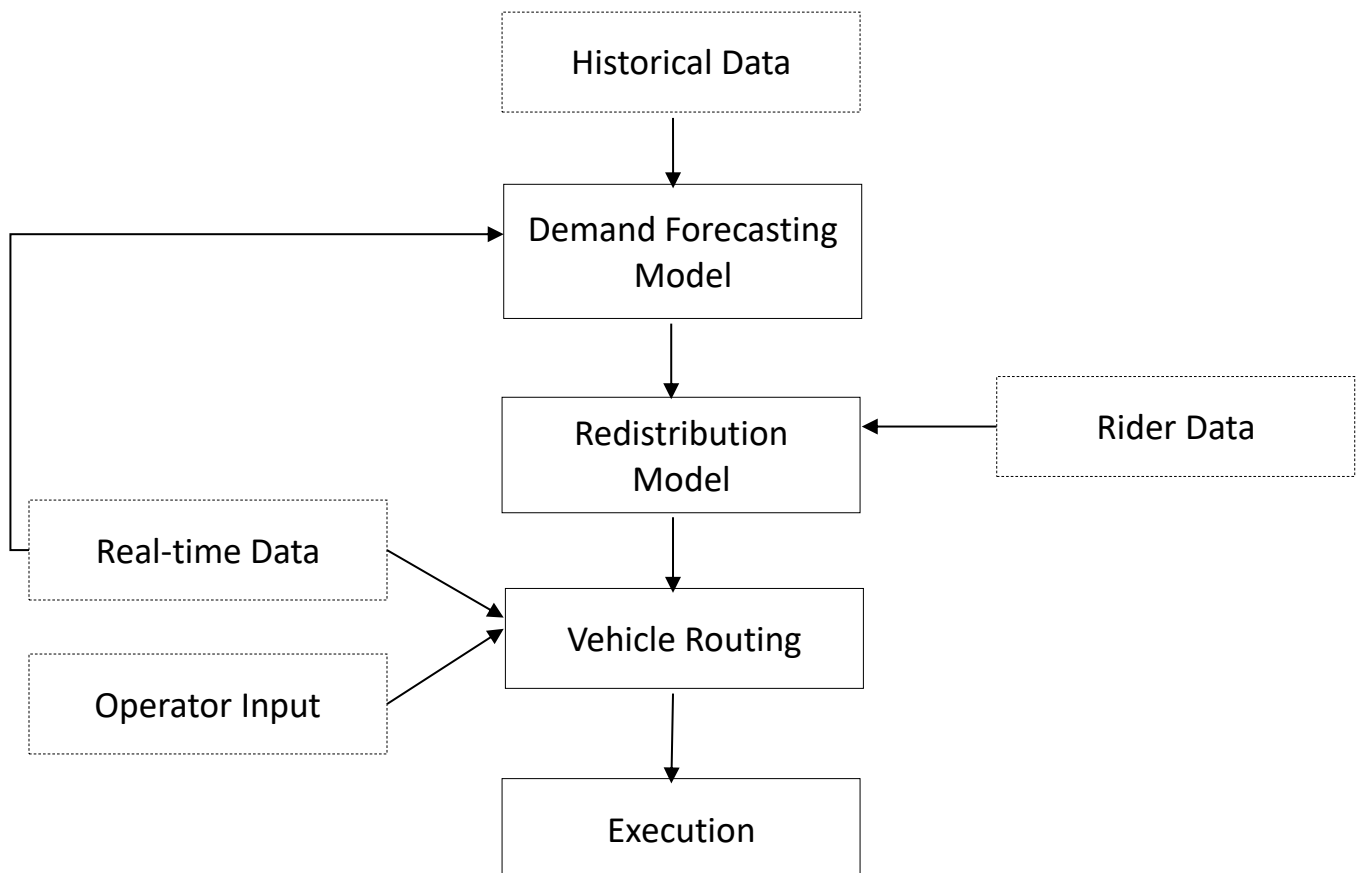 Historical Data
Demand Forecasting
Model
Redistribution
Model
Rider Data
Real-time Data
Vehicle Routing
Operator Input
Execution